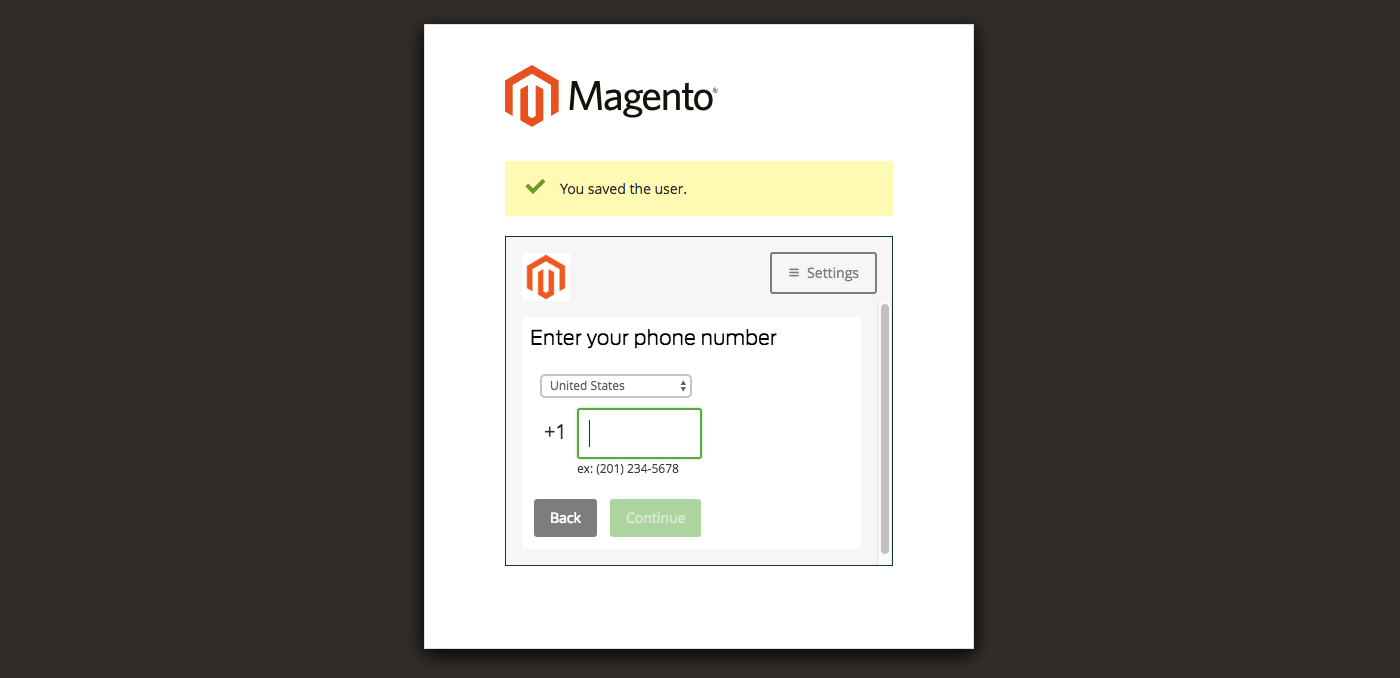 Magento®
You saved the user.
Settings
Enter your phone number
United States
+1
ex: (201) 234-5678
Back Continue